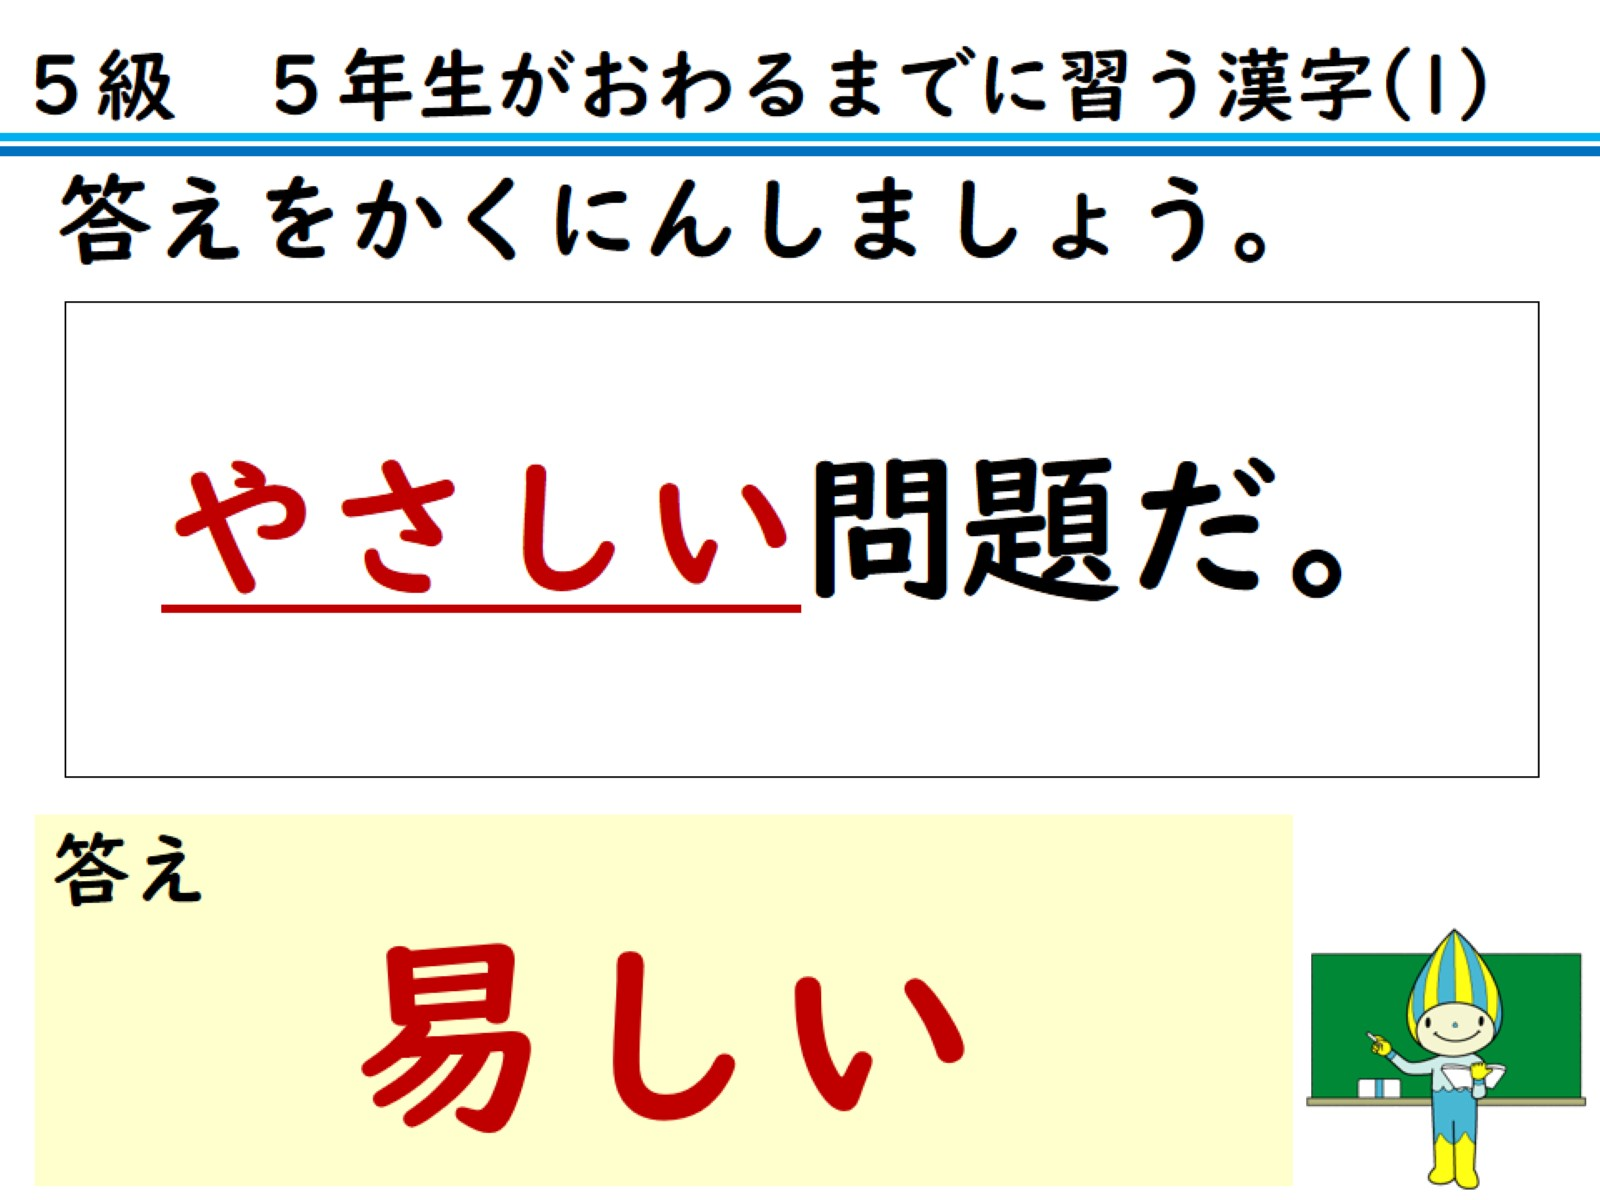 5級　5年生がおわるまでに習う漢字(1)
答えをかくにんしましょう。
やさしい問題だ。
答え
易しい